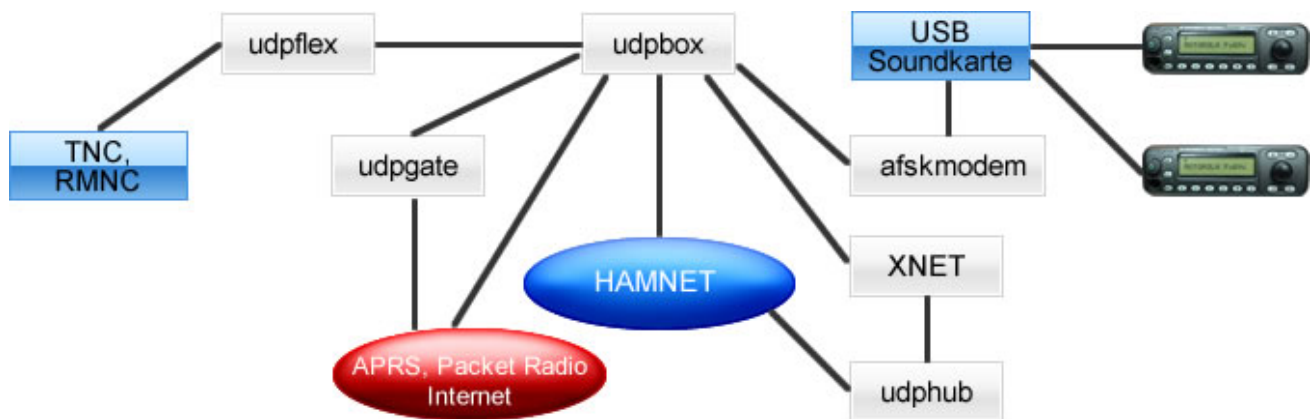 udpflex
udpbox
USB
Soundkarte
TNC,
RMNC
udpgate
afskmodem
HAMNET
XNET
APRS, Packet Radio
Internet
udphub